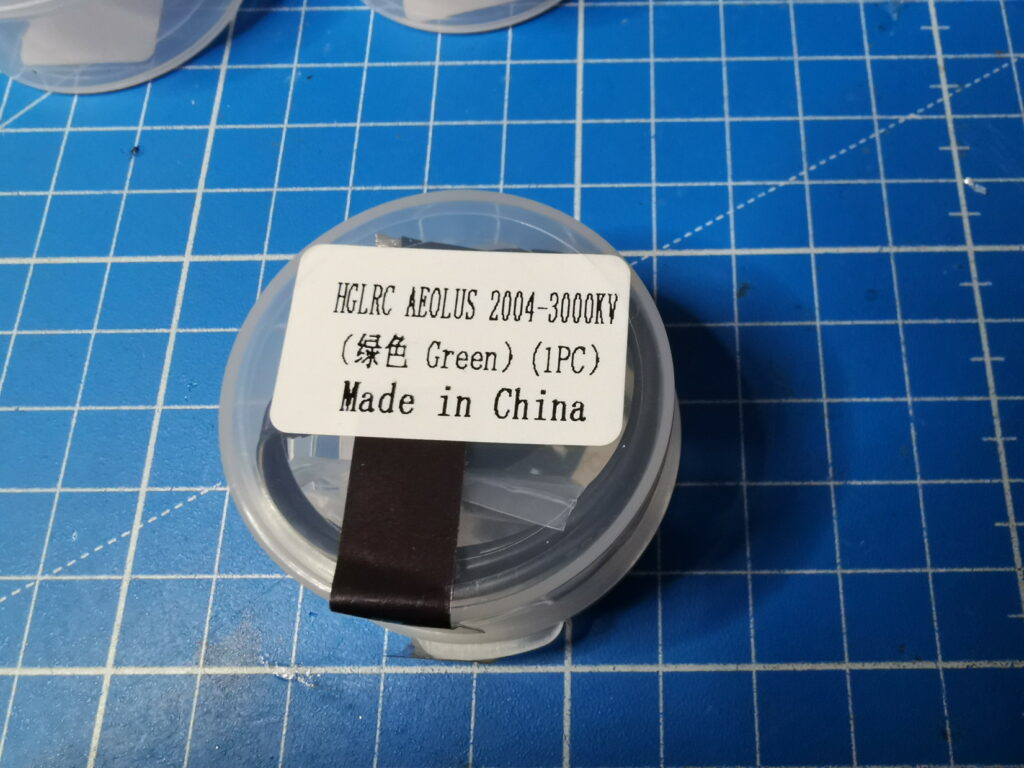 HGLRC AEOLUS 2004-3000KV
(绿色 Green) (1PC)
Made in China